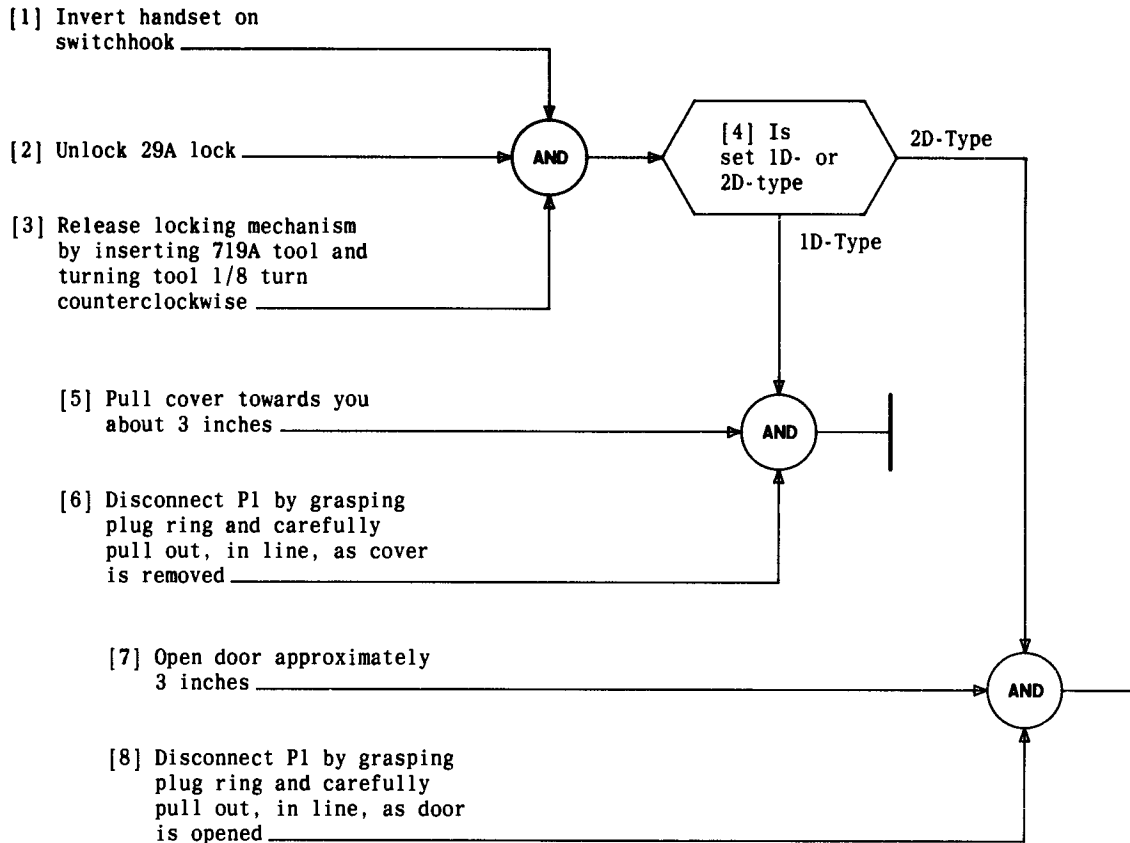 [1] Invert handset on
switchhook
[2] Unlock 29A lock
AND
[3] Release locking mechanism
by inserting 719A tool and
turning tool 1/8 turn
counterclockwise
[4] Is
set 1D- or
2D-type
2D-Type
1D-Type
[5] Pull cover towards you
about 3 inches
AND
[6] Disconnect P1 by grasping
plug ring and carefully
pull out, in line, as cover
is removed
[7] Open door approximately
3 inches
AND
[8] Disconnect P1 by grasping
plug ring and carefully
pull out, in line, as door
is opened